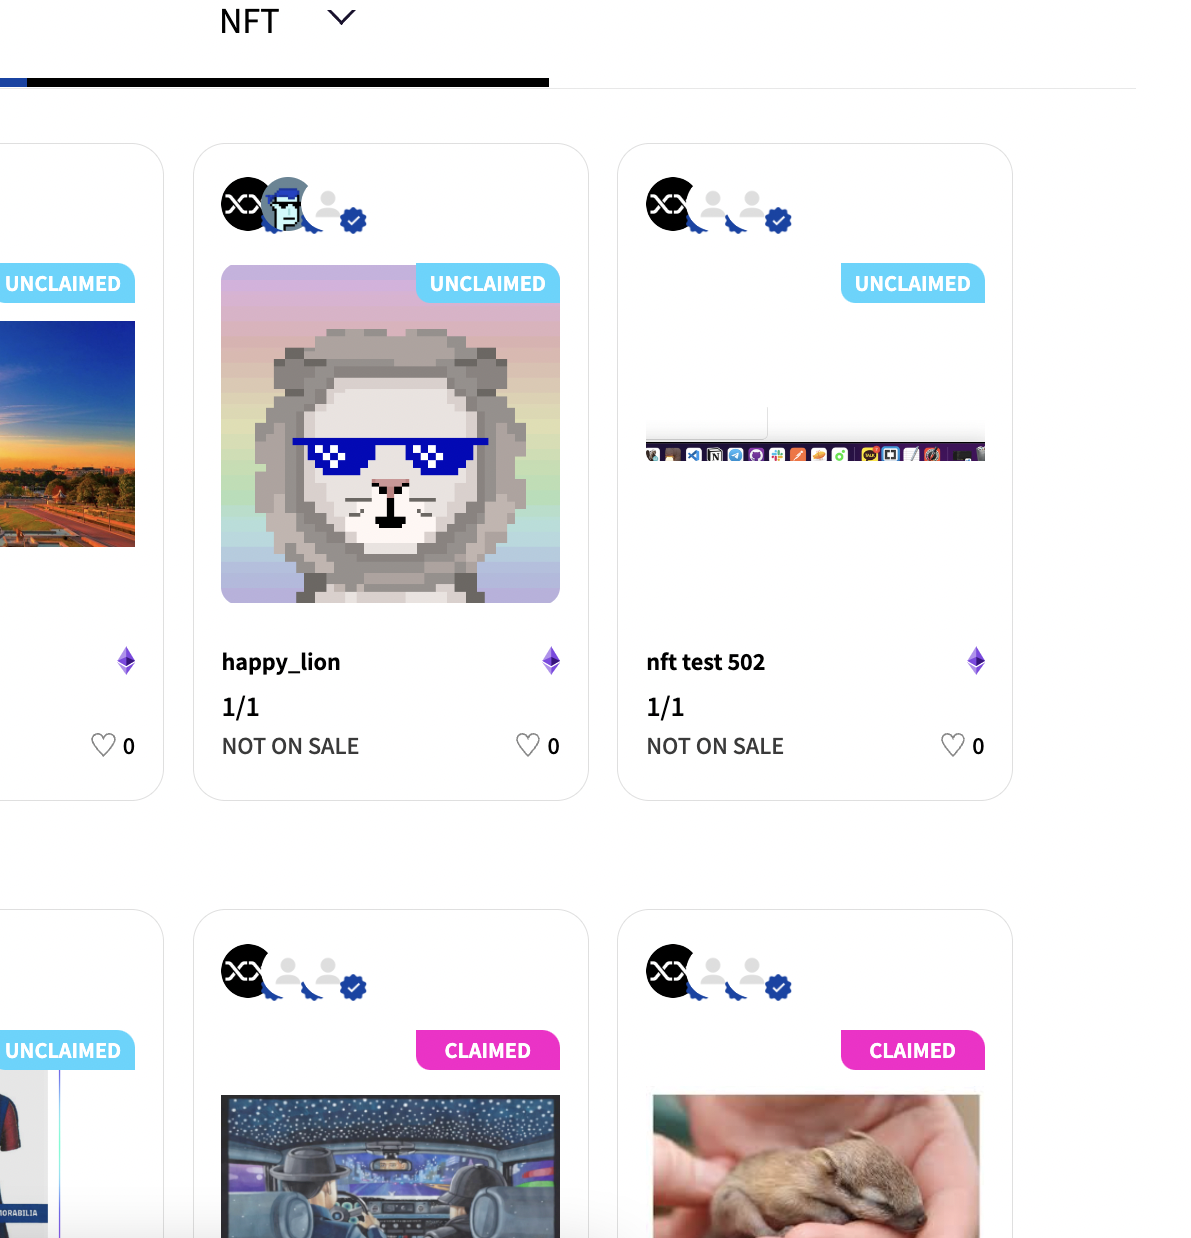 NFT
UNCLAIMED
UNCLAIMED
UNCLAIMED
happy_lion
nft test 502
1/1
1/1
NOT ON SALE
NOT ON SALE
0
0
0
UNCLAIMED
CLAIMED
CLAIMED